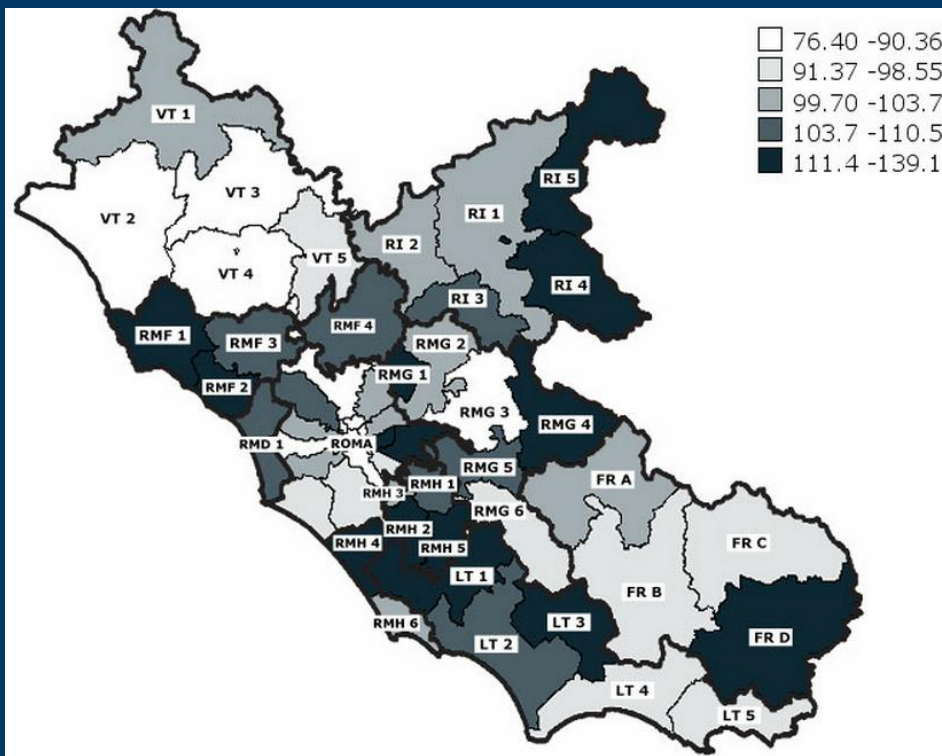 76.40 -90.36
91.37 -98.55
99.70 -103.7
103.7 -110.5
111.4 -139.1
VT 1
VT 3
VT 2
RI 5
RI 1
RI 2
VT 5
VT 4
RI 4
RI 3
RMF 4
RMF 1
RMF 3
RMG 2
RMG 1
RMF 2
RMG 3
RMG 4
RMD 1
ROMA
RMG 5
FR A
RMH 1
RMH 3
RMG 6
RMH 2
RMH 4
RMH 5
FR C
LT 1
FR B
RMH 6
LT 3
FR D
LT 2
LT 4
LT 5